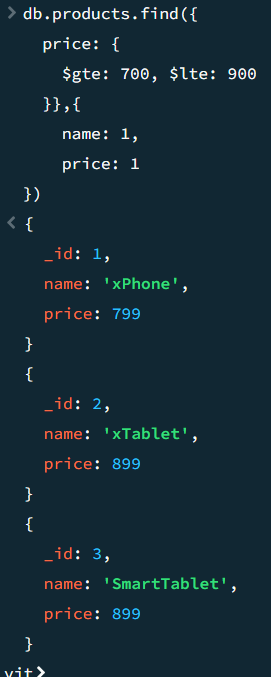 > db.products.find({
price: {
$gte: 700, $lte: 900
}},{
name: 1,
price: 1
})
< {
_id: 1,
name: 'xPhone',
price: 799
}
{
_id: 2,
name: 'xTablet',
price: 899
}
{
_id: 3,
name: 'SmartTablet',
price: 899
}
vit>